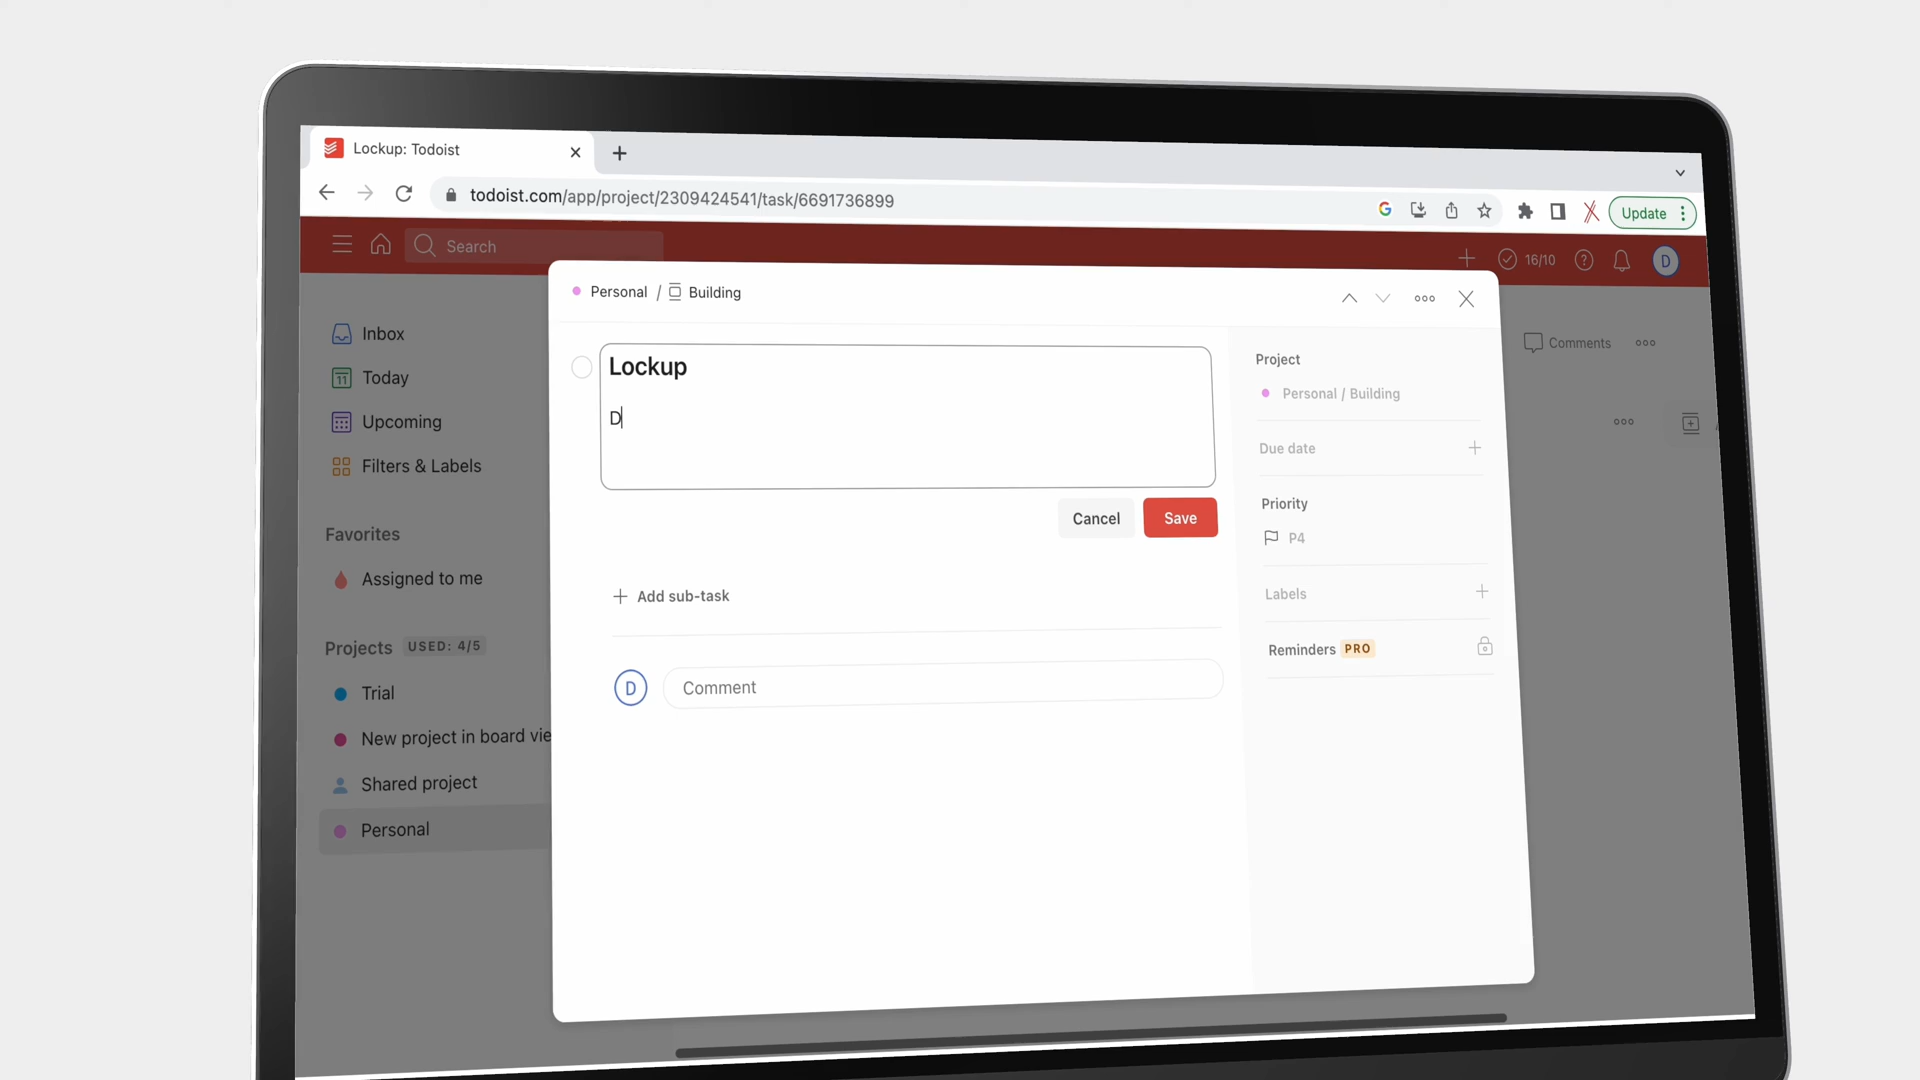 Lockup: Todoist
todoist.com/app/project/2309424541/task/6691736899
Update
Search
16/10
D
Personal / Building
Inbox
11 Today
Upcoming
Filters & Labels
Favorites
Assigned to me
Projects USED: 4/5
Trial
New project in board vie
Shared project
Personal
Lockup
D
Cancel Save
Add sub-task
D Comment
Project
Personal / Building
Due date
Priority
P4
Labels
Reminders PRO
Comments